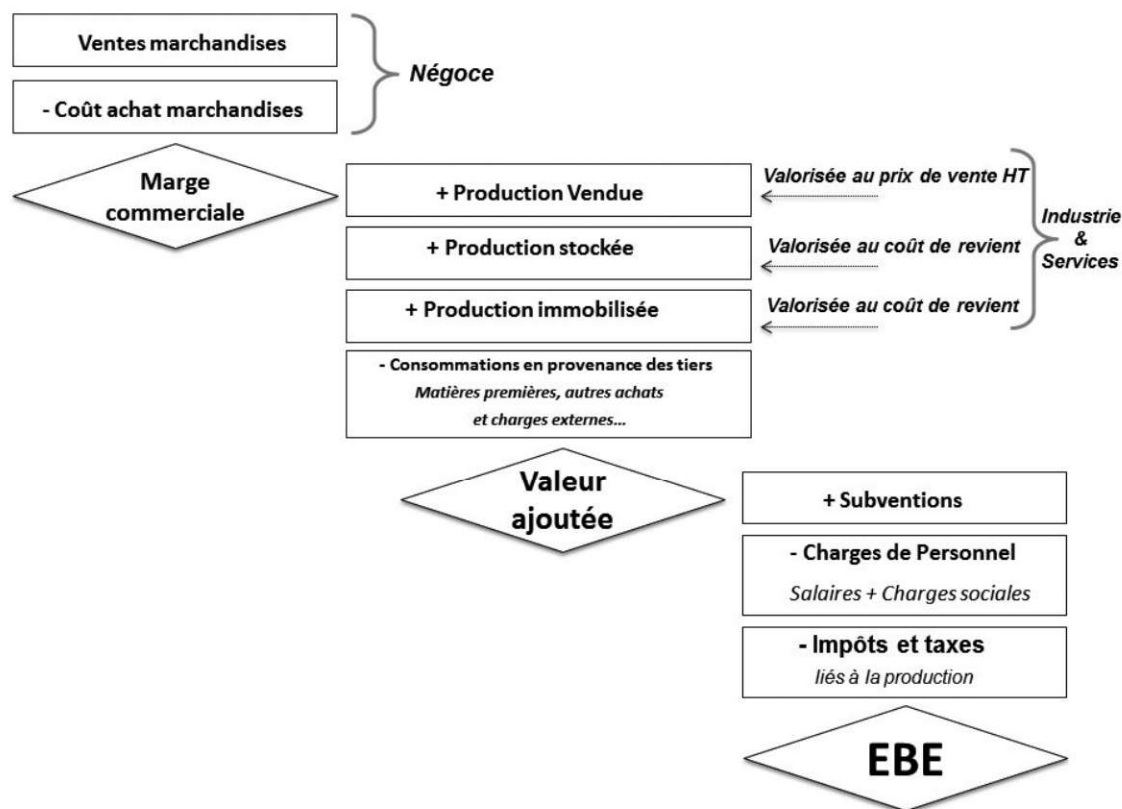 Ventes marchandises
- Coût achat marchandises
Négoce
Marge
commerciale
+ Production Vendue
Valorisée au prix de vente HT
+ Production stockée
Valorisée au coût de revient
+ Production immobilisée
Valorisée au coût de revient
Industrie
&
Services
- Consommations en provenance des tiers
Matières premières, autres achats
et charges externes...
Valeur
ajoutée
+ Subventions
- Charges de Personnel
Salaires + Charges sociales
- Impôts et taxes
liés à la production
EBE